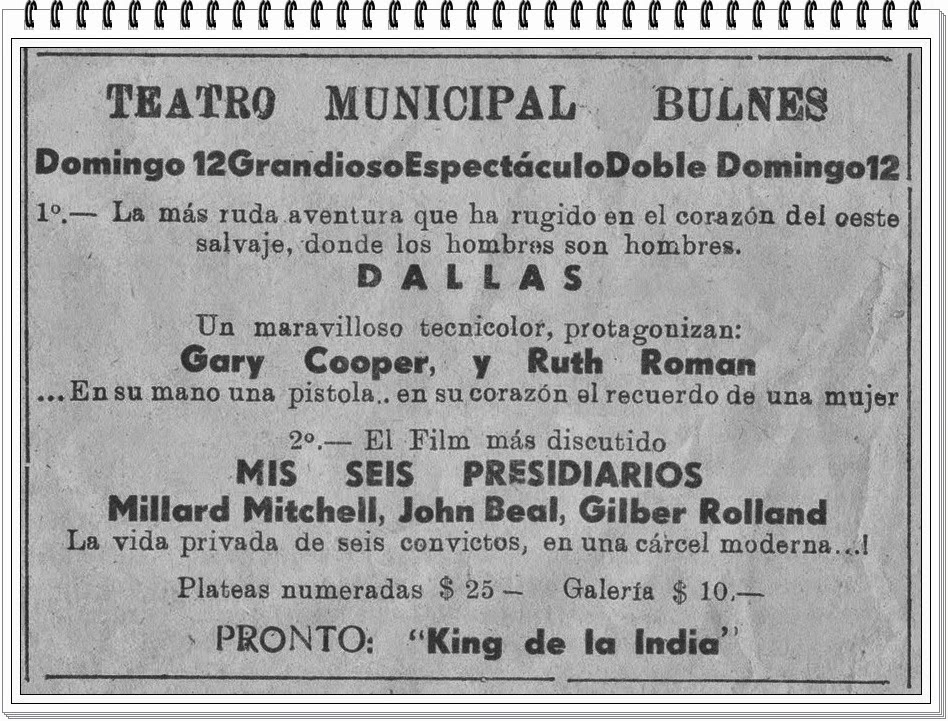 TEATRO MUNICIPAL BULNES
Domingo 12GrandiosoEspectáculoDoble Domingo12
1º.— La más ruda aventura que ha rugido en el corazón del oeste
salvaje, donde los hombres son hombres.
DALLAS
Un maravilloso tecnicolor, protagonizan:
Gary Cooper, y Ruth Roman
...En su mano una pistola.. en su corazón el recuerdo de una mujer
2º.— El Film más discutido
MIS SEIS PRESIDIARIOS
Millard Mitchell, John Beal, Gilber Rolland
La vida privada de seis convictos, en una cárcel moderna...!
Plateas numeradas $ 25 — Galería $ 10.—
PRONTO: "King de la India"